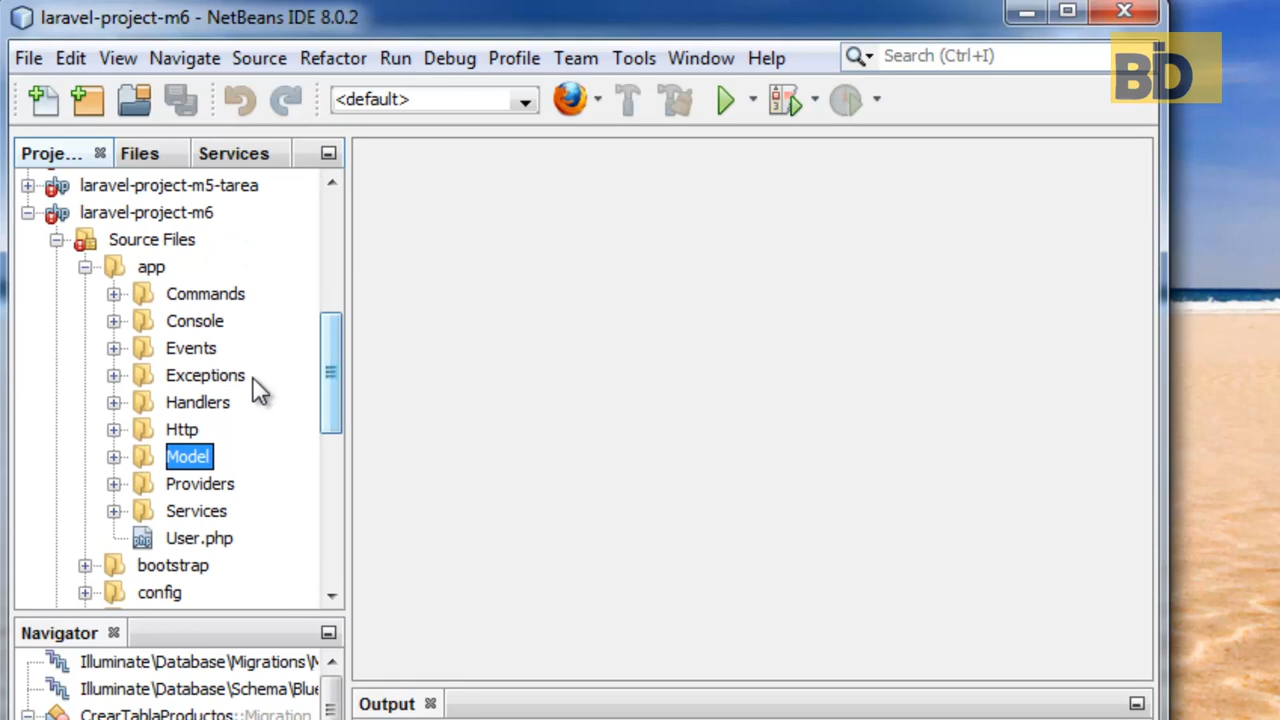 laravel-project-m6 - NetBeans IDE 8.0.2
File Edit View Navigate Source Refactor Run Debug Profile Team Tools Window Help
Search (Ctrl+I)
BiD
<default>
Proje... Files Services
laravel-project-m5-tarea
laravel-project-m6
Source Files
app
Commands
Console
Events
Exceptions
Handlers
Http
Model
Providers
Services
User.php
bootstrap
config
Navigator
Illuminate\Database\Migrations\M
Illuminate\Database\Schema\Blue
CrearTablaProductos::Migration
Output